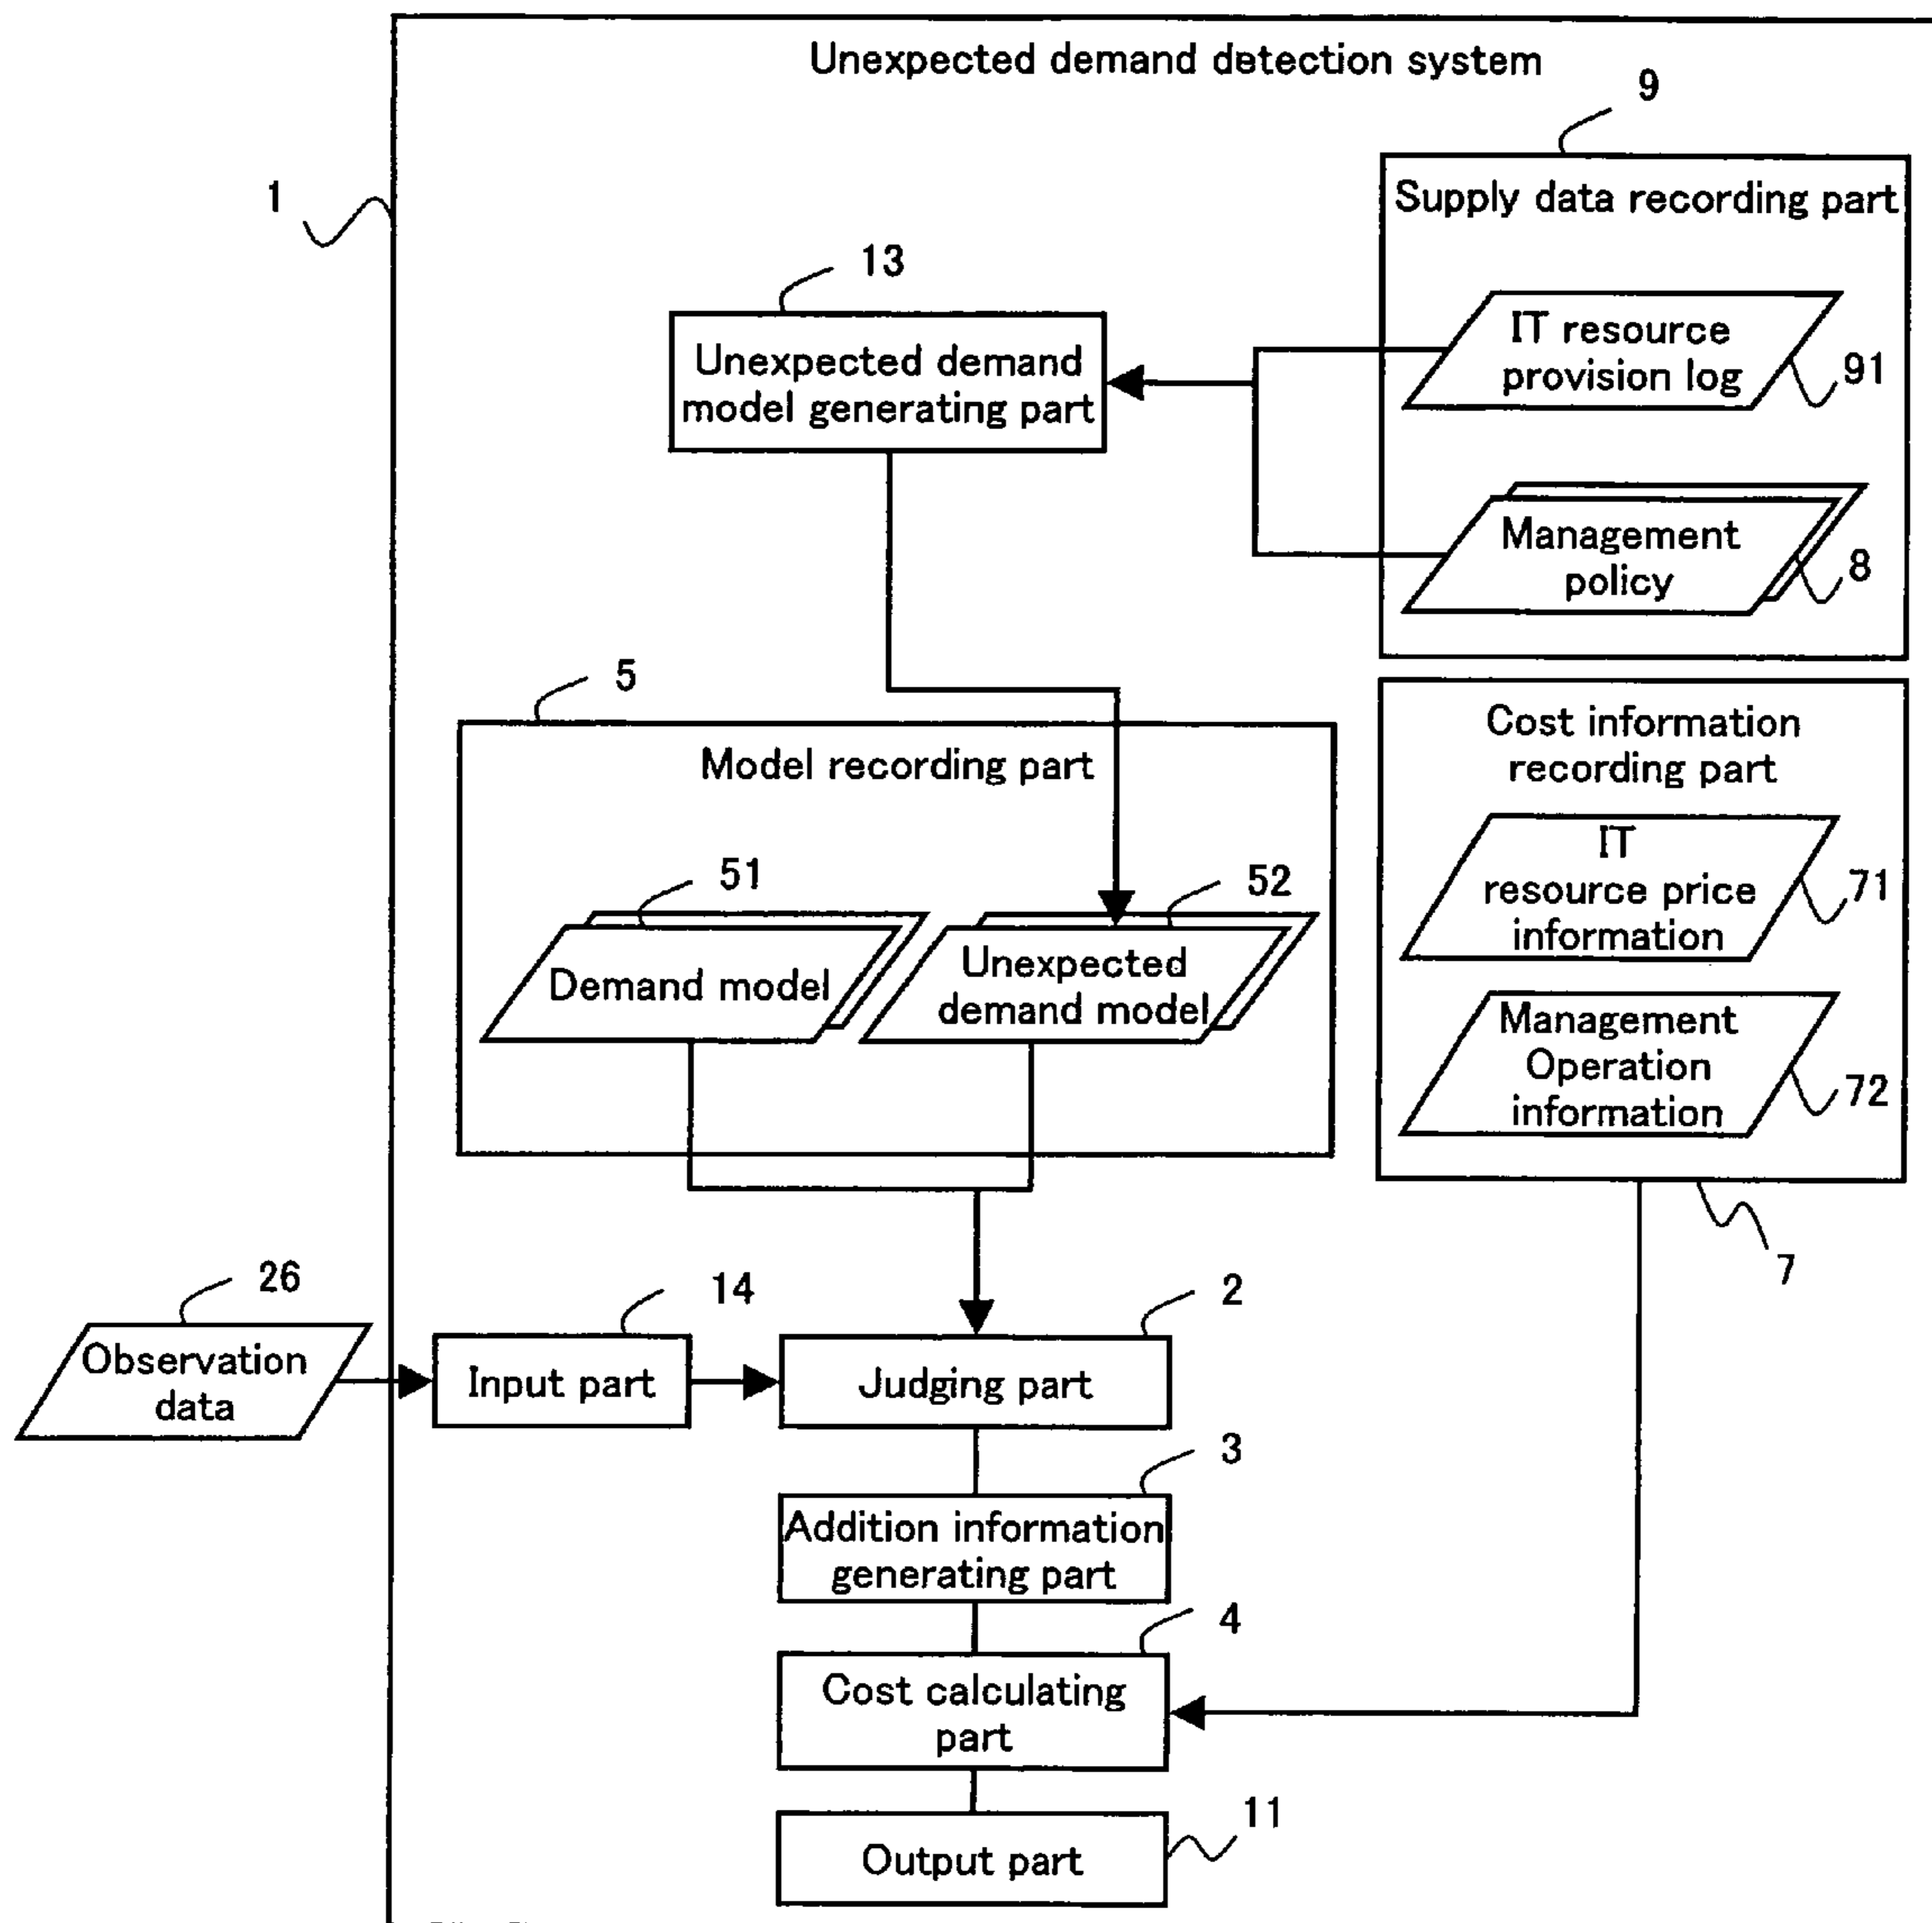 Unexpected demand detection system
9
1
Supply data recording part
13
IT resource
provision log
91
Unexpected demand
model generating part
Management
policy
8
5
Cost information
recording part
Model recording part
IT
resource price
information
71
51
52
Demand model
Unexpected
demand model
Management
Operation
information
72
7
26
14
2
Observation
data
Input part
Judging part
3
Addition information
generating part
4
Cost calculating
part
11
Output part